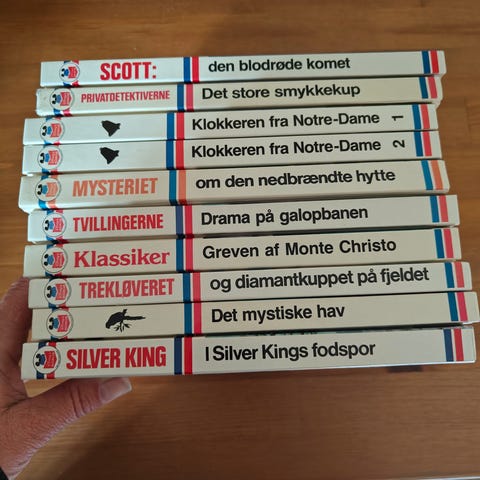 SCOTT: den blodrøde komet
PRIVATDETEKTIVERNE Det store smykkekup
Klokkeren fra Notre-Dame 1
Klokkeren fra Notre-Dame 2
MYSTERIET om den nedbrændte hytte
TVILLINGERNE Drama på galopbanen
Klassiker Greven af Monte Christo
TREKLØVERET og diamantkuppet på fjeldet
Det mystiske hav
SILVER KING I Silver Kings fodspor